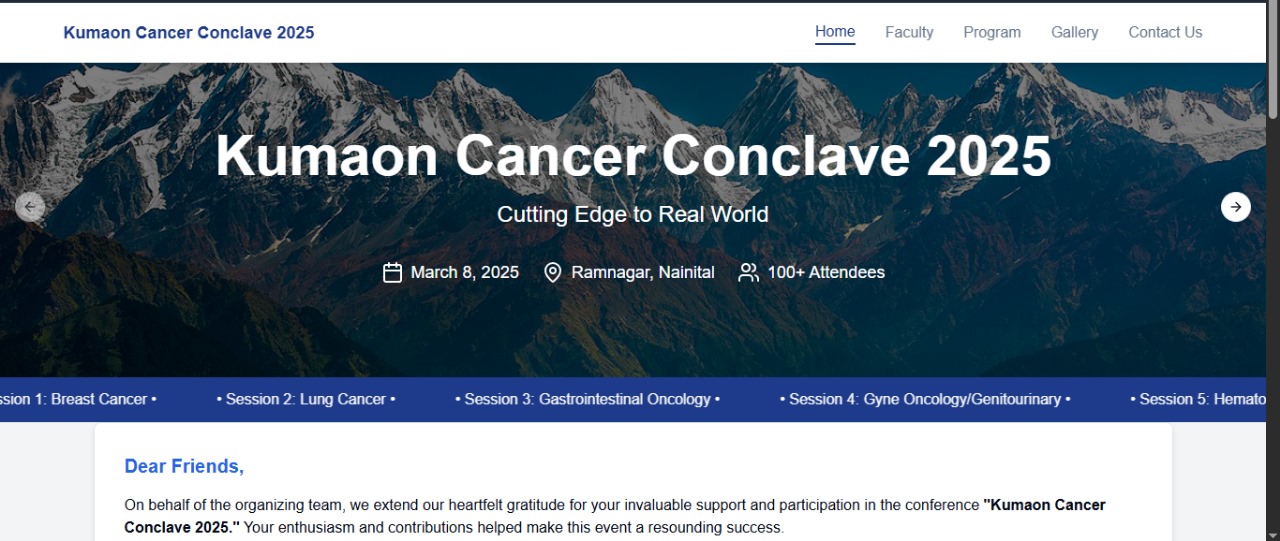 Kumaon Cancer Conclave 2025
Home Faculty Program Gallery Contact Us
Kumaon Cancer Conclave 2025
Cutting Edge to Real World
March 8, 2025 Ramnagar, Nainital 100+ Attendees
ssion 1: Breast Cancer • • Session 2: Lung Cancer • • Session 3: Gastrointestinal Oncology • • Session 4: Gyne Oncology/Genitourinary • • Session 5: Hemato
Dear Friends,
On behalf of the organizing team, we extend our heartfelt gratitude for your invaluable support and participation in the conference "Kumaon Cancer
Conclave 2025." Your enthusiasm and contributions helped make this event a resounding success.